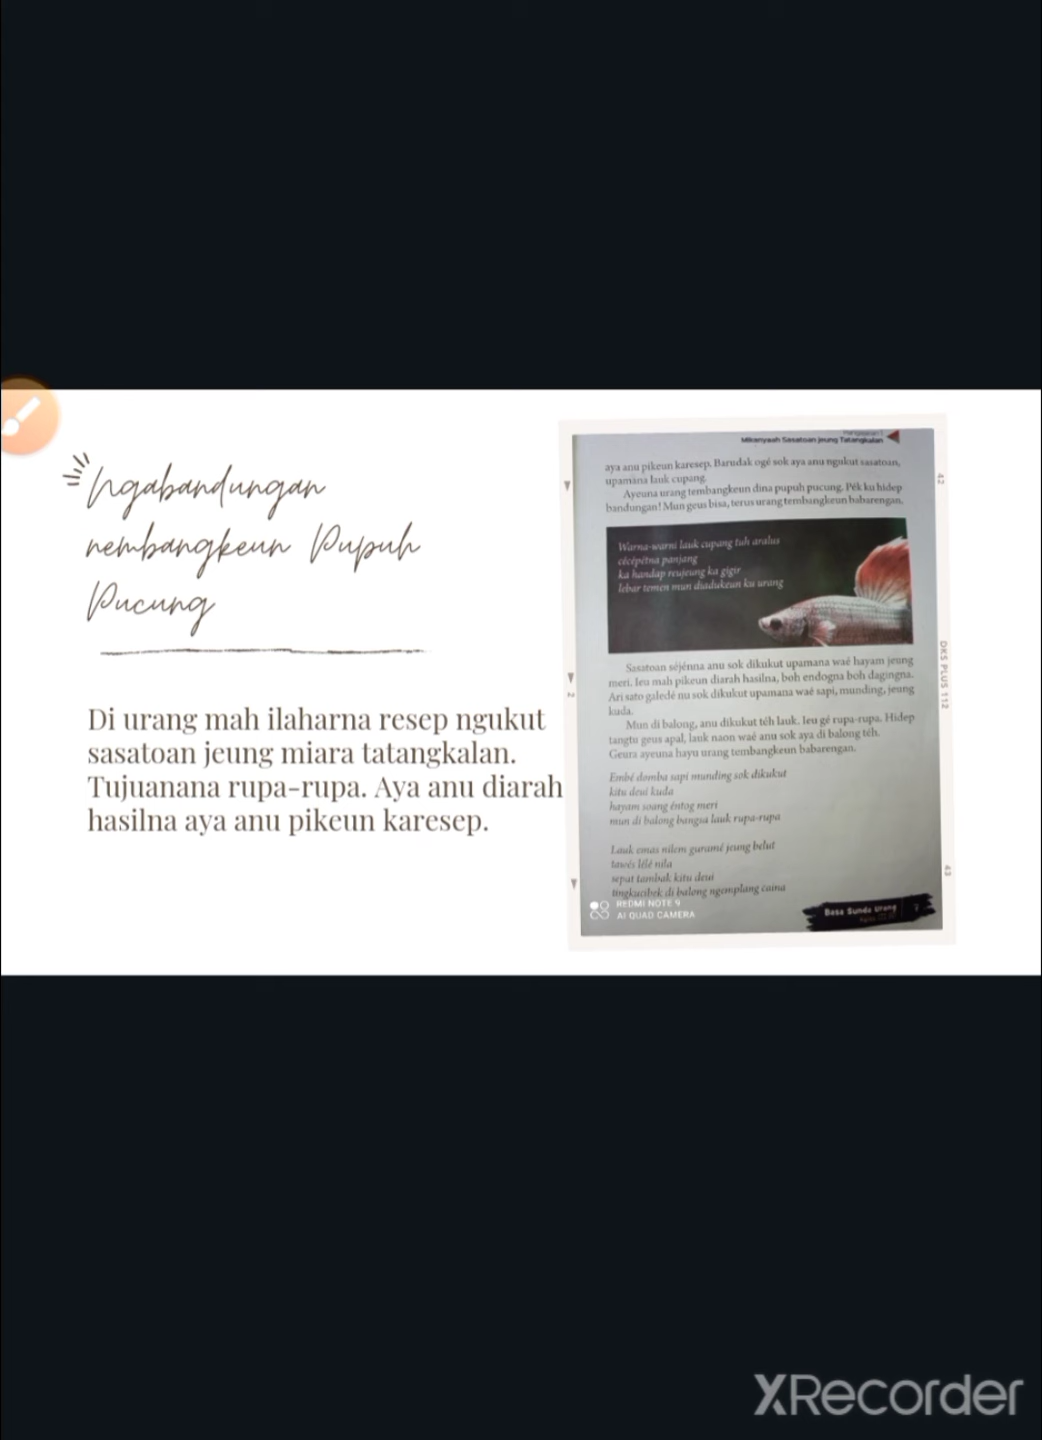 Ngabandungan
nembangkeun Pupuh
Pucung
Di urang mah ilaharna resep ngukut
sasatoan jeung miara tatangkalan.
Tujuanana rupa-rupa. Aya anu diarah
hasilna aya anu pikeun karesep.
Mikanyaah Sasatoan jeung Tatangkalan
aya anu pikeun karesep. Barudak ogé sok aya anu ngukut sasatoan,
upamana lauk cupang.
Ayeuna urang tembangkeun dina pupuh pucung. Pék ku hidep
bandungan! Mun geus bisa, terus urang tembangkeun babarengan.
Warna-warni lauk cupang tuh aralus
cécépétna panjang
ka handap reujeung ka gigir
lebar temen mun diadukeun ku urang
Sasatoan séjénna anu sok dikukut upamana waé hayam jeung
meri. Ieu mah pikeun diarah hasilna, boh endogna boh dagingna.
Ari sato galedé nu sok dikukut upamana waé sapi, munding, jeung
kuda.
Mun di balong, anu dikukut téh lauk. Ieu gé rupa-rupa. Hidep
tangtu geus apal, lauk naon waé anu sok aya di balong téh.
Geura ayeuna hayu urang tembangkeun babarengan.
Embé domba sapi munding sok dikukut
kitu deui kuda
hayam soang éntog meri
mun di balong bangsa lauk rupa-rupa
Lauk emas nilem guramé jeung belut
tawés lélé nila
sepat tambak kitu deui
tingkucibek di balong ngemplang caina
REDMI NOTE 9
AI QUAD CAMERA
Basa Sunda Urang
42
DKS PLUS 112
2
43
XRecorder